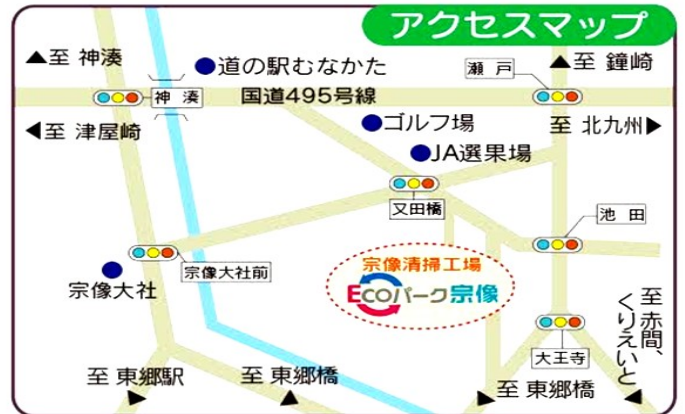 アクセスマップ
至 神湊
道の駅むなかた
瀬戸
至 鐘崎
神湊
国道495号線
至 津屋崎
ゴルフ場
至 北九州
JA選果場
又田橋
池田
宗像大社前
宗像大社
宗像清掃工場
Ecoパーク宗像
至 赤間、
くりえいと
大王寺
至 東郷駅
至 東郷橋
至 東郷橋